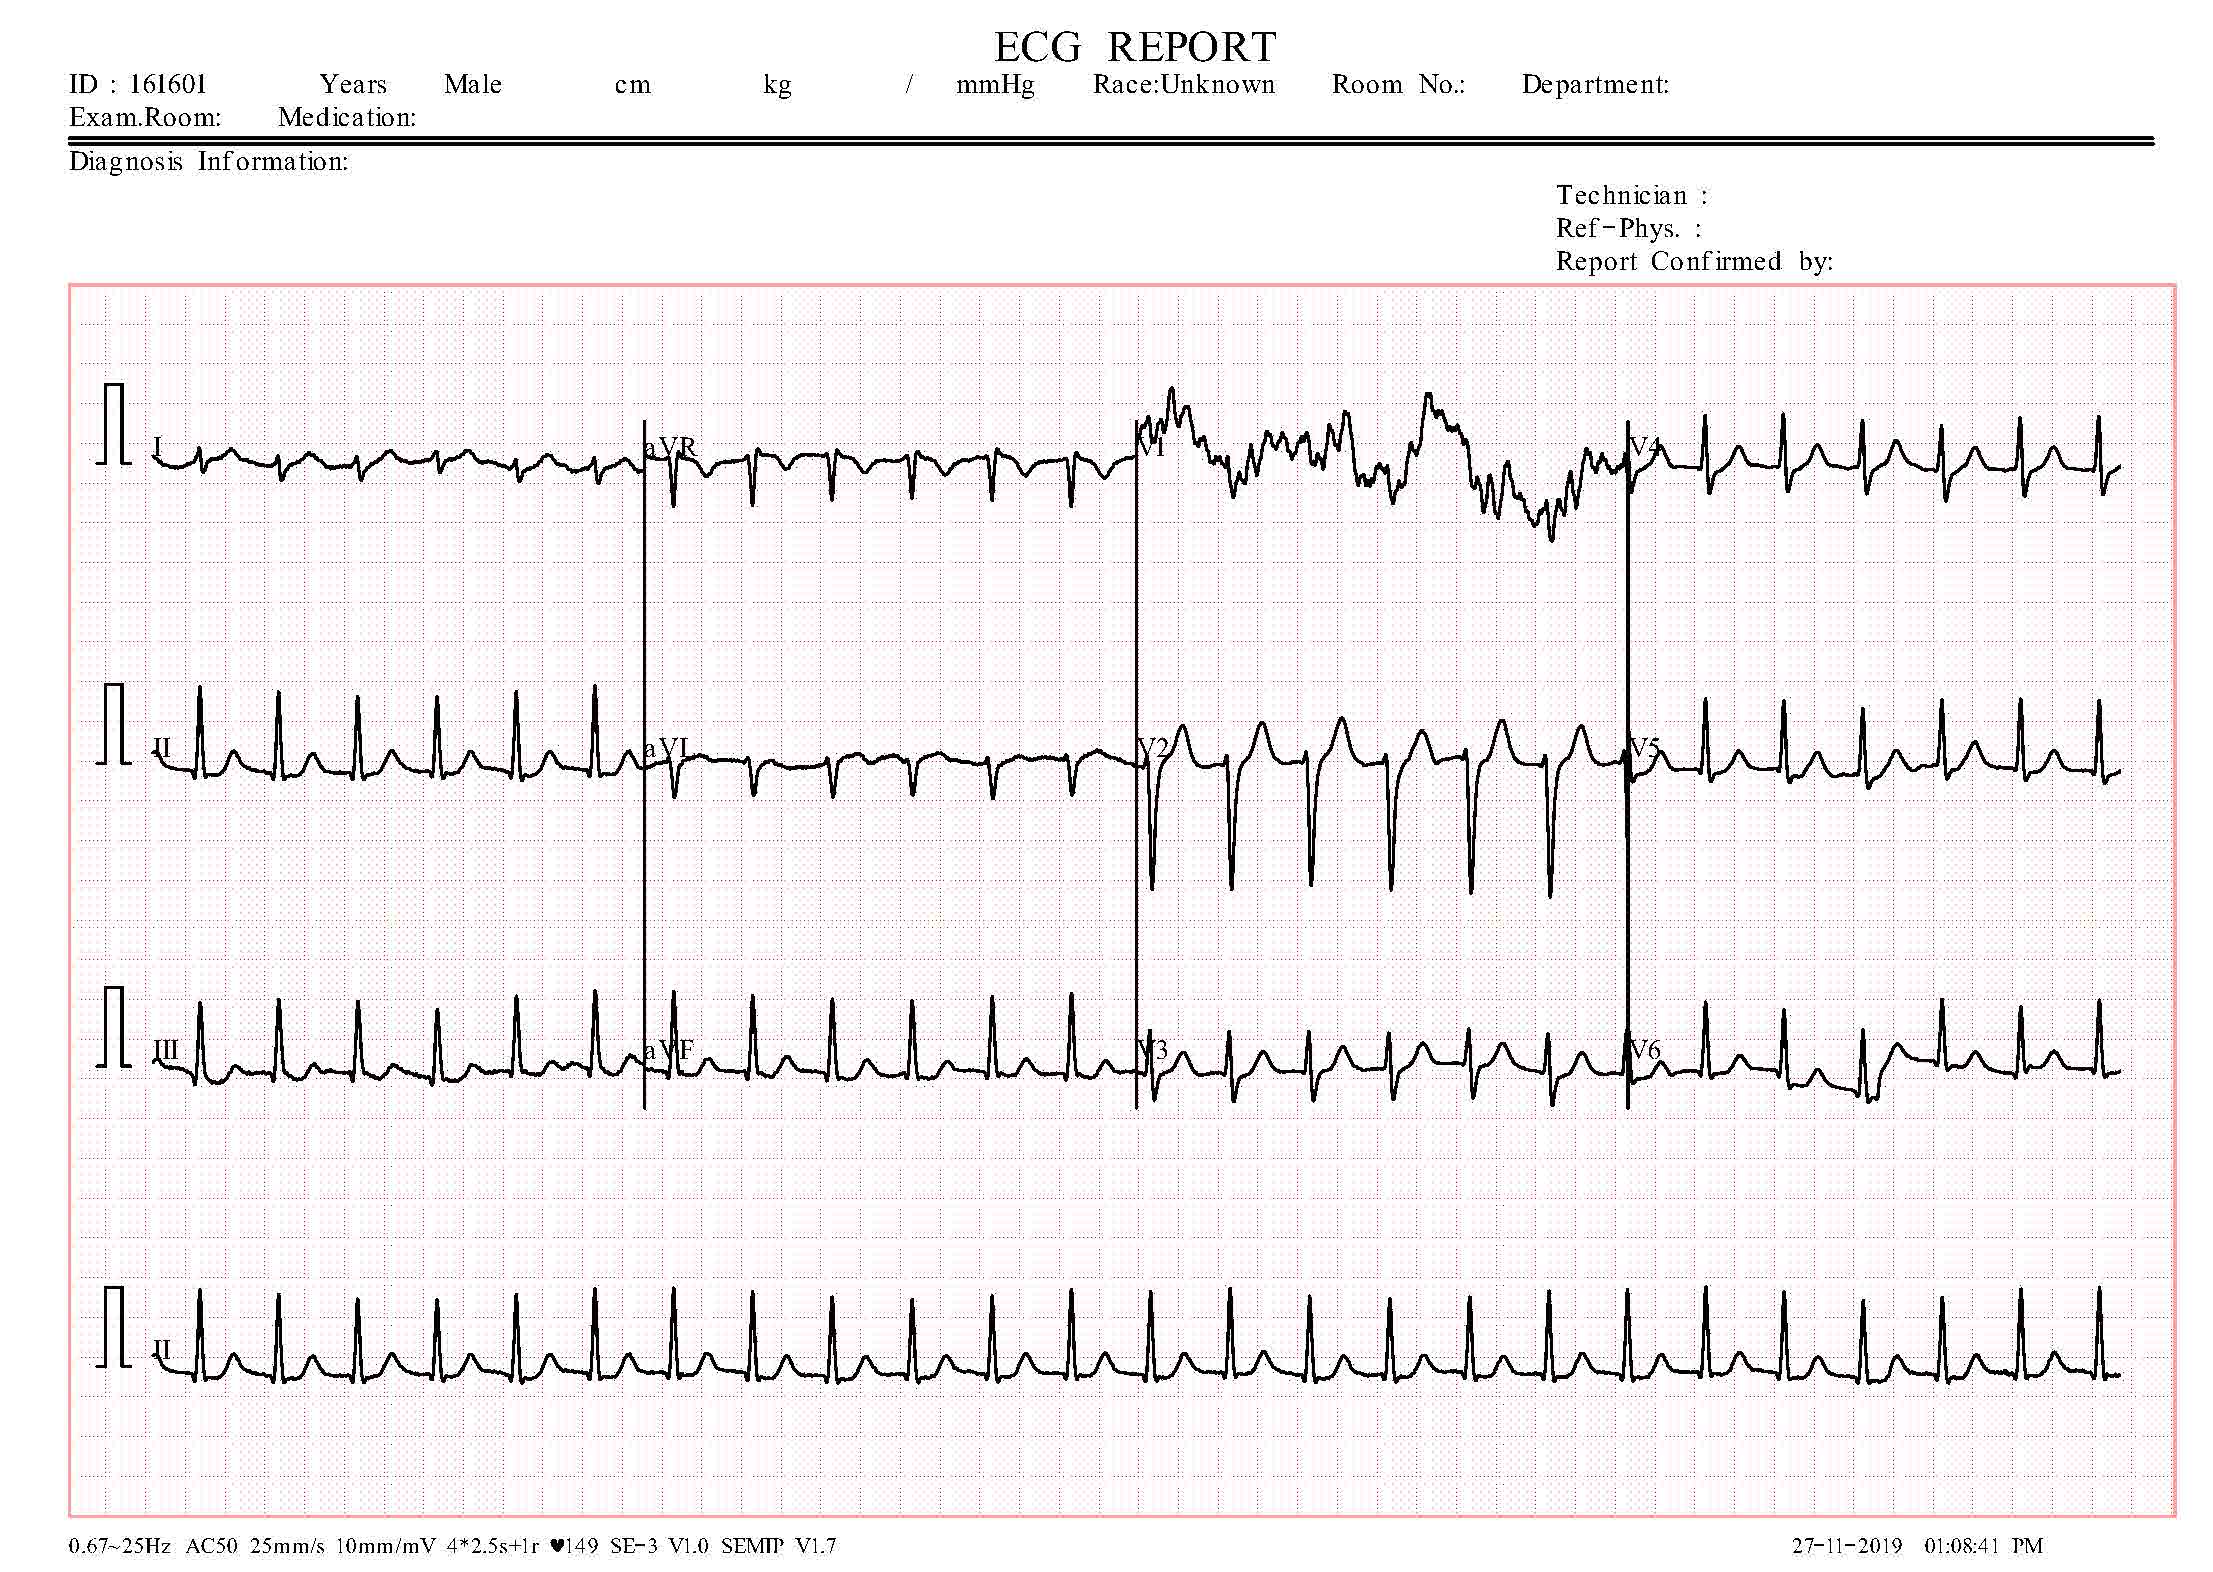 ECG REPORT
ID : 161601 Years Male cm kg / mmHg Race:Unknown Room No.: Department:
Exam.Room: Medication:
Diagnosis Information:
Technician :
Ref-Phys. :
Report Confirmed by:
I aVR V1 V4
II aVL V2 V5
III aVF V3 V6
II
0.67~25Hz AC50 25mm/s 10mm/mV 4*2.5s+1r ♥149 SE-3 V1.0 SEMIP V1.7 27-11-2019 01:08:41 PM